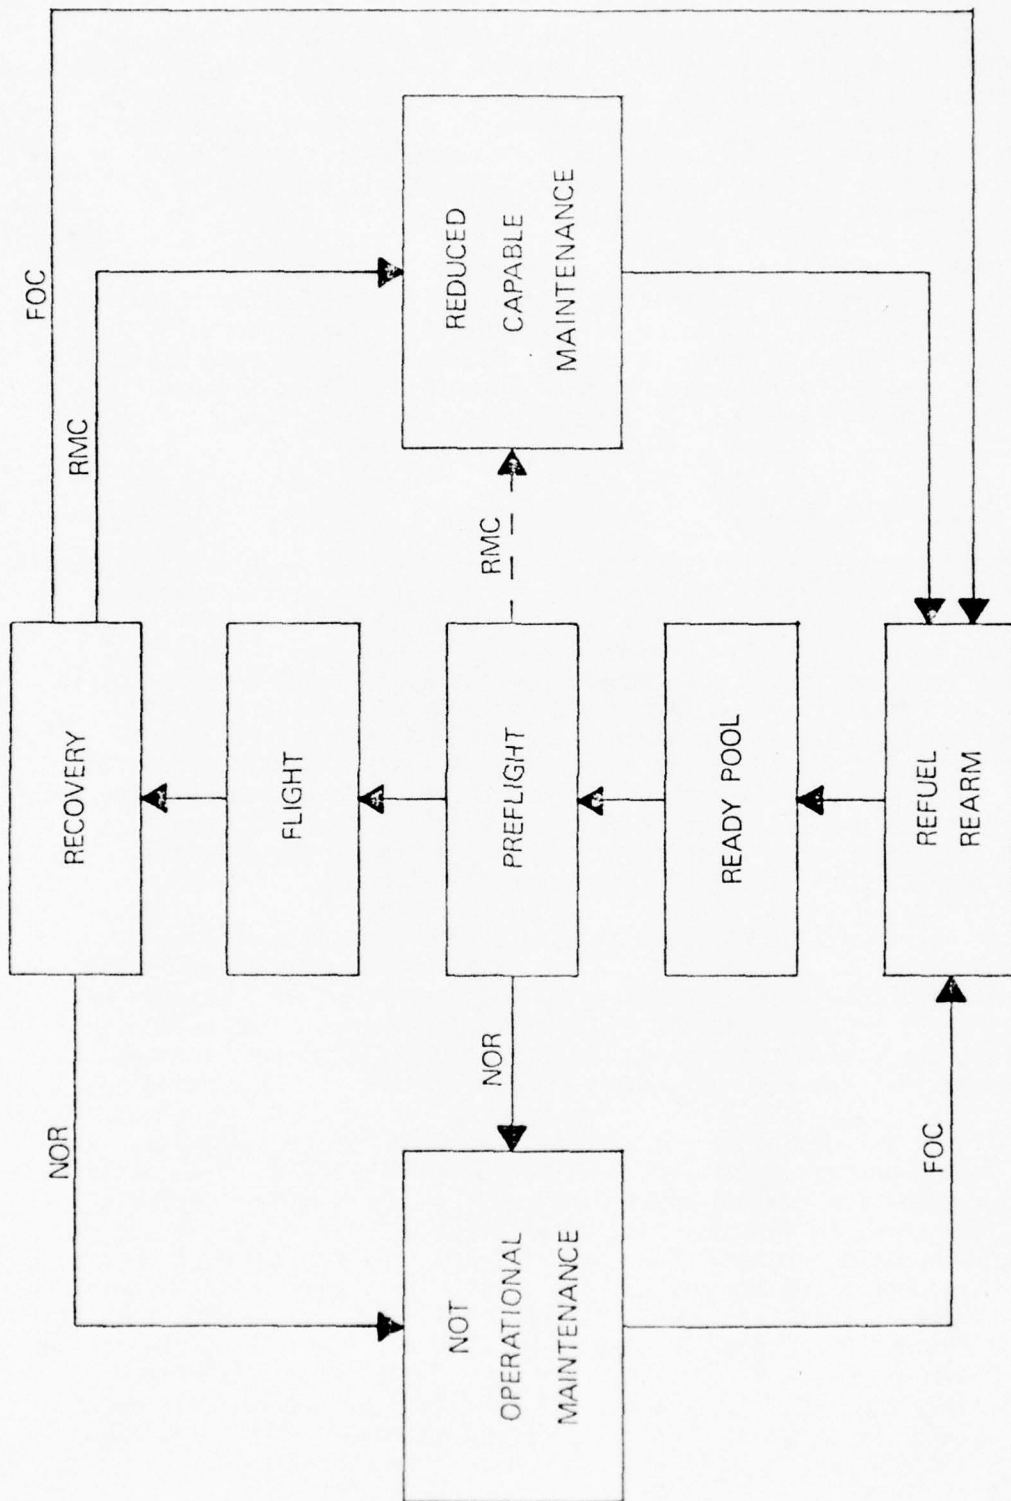 FOC
RMC
REDUCED
CAPABLE
MAINTENANCE
RMC
RECOVERY
FLIGHT
PREFLIGHT
READY POOL
REFUEL
REARM
NOR
NOR
FOC
NOT
OPERATIONAL
MAINTENANCE